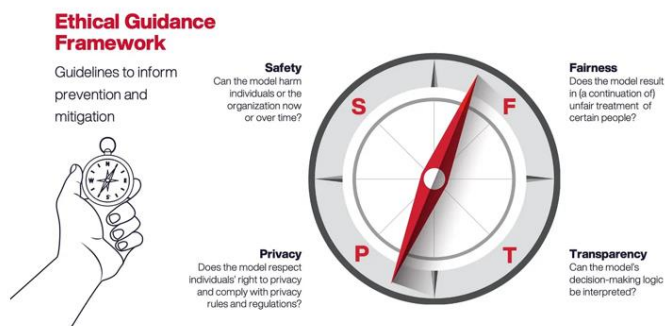 Ethical Guidance
Framework
Guidelines to inform
prevention and
mitigation
Safety
Can the model harm
individuals or the
organization now
or over time?
Fairness
Does the model result
in (a continuation of)
unfair treatment of
certain people?
S
F
P
T
Privacy
Does the model respect
individuals' right to privacy
and comply with privacy
rules and regulations?
Transparency
Can the model's
decision-making logic
be interpreted?